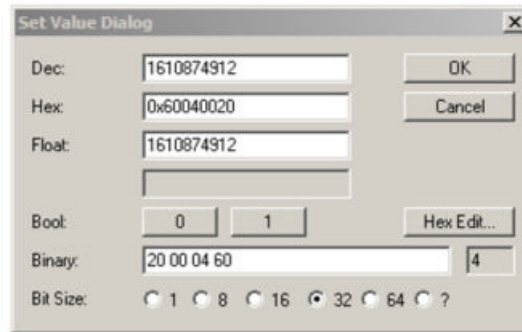 Set Value Dialog
Dec: 1610874912 OK
Hex: 0x60040020 Cancel
Float: 1610874912
Bool: 0 1 Hex Edit...
Binary: 20 00 04 60 4
Bit Size: 1 8 16 32 64 ?